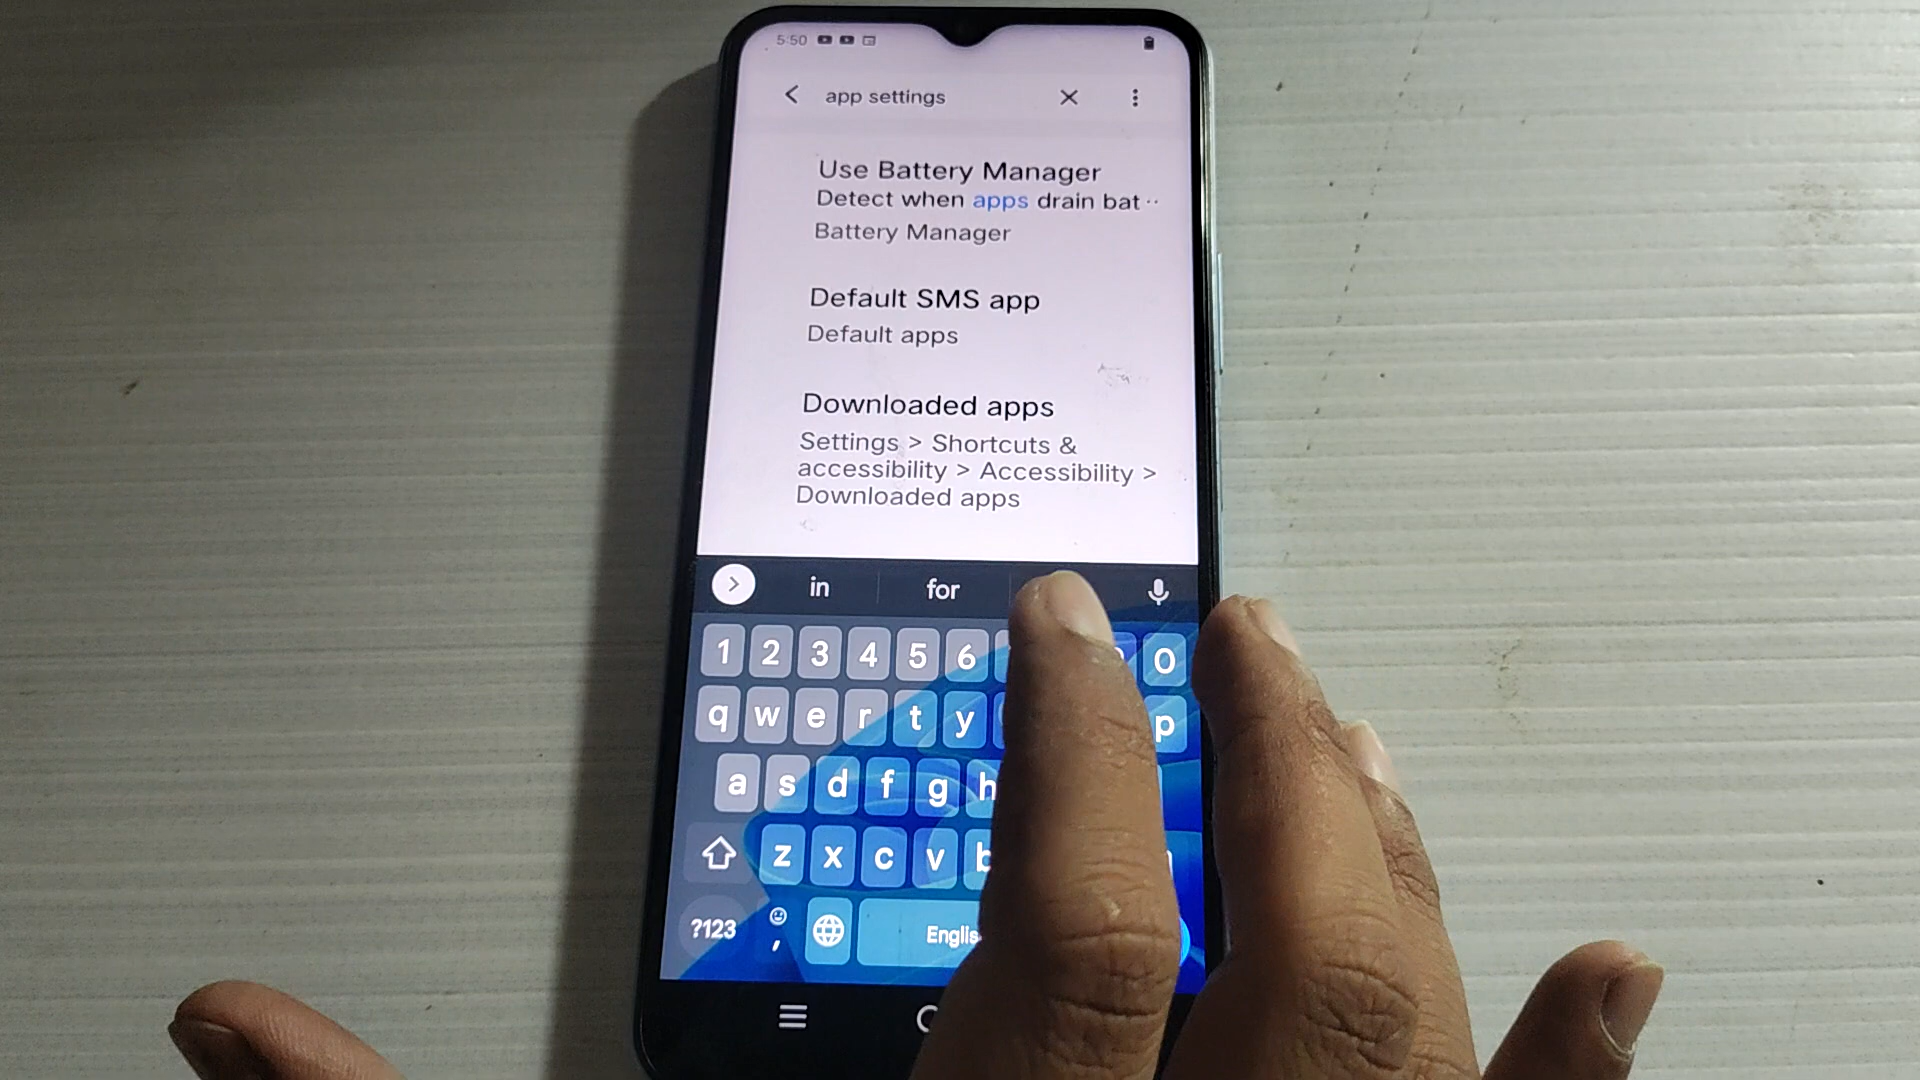 5:50
app settings
Use Battery Manager
Detect when apps drain bat ··
Battery Manager
Default SMS app
Default apps
Downloaded apps
Settings > Shortcuts &
accessibility > Accessibility >
Downloaded apps
in for
1 2 3 4 5 6 0
q w e r t y p
a s d f g h
z x c v b
?123 , Englis